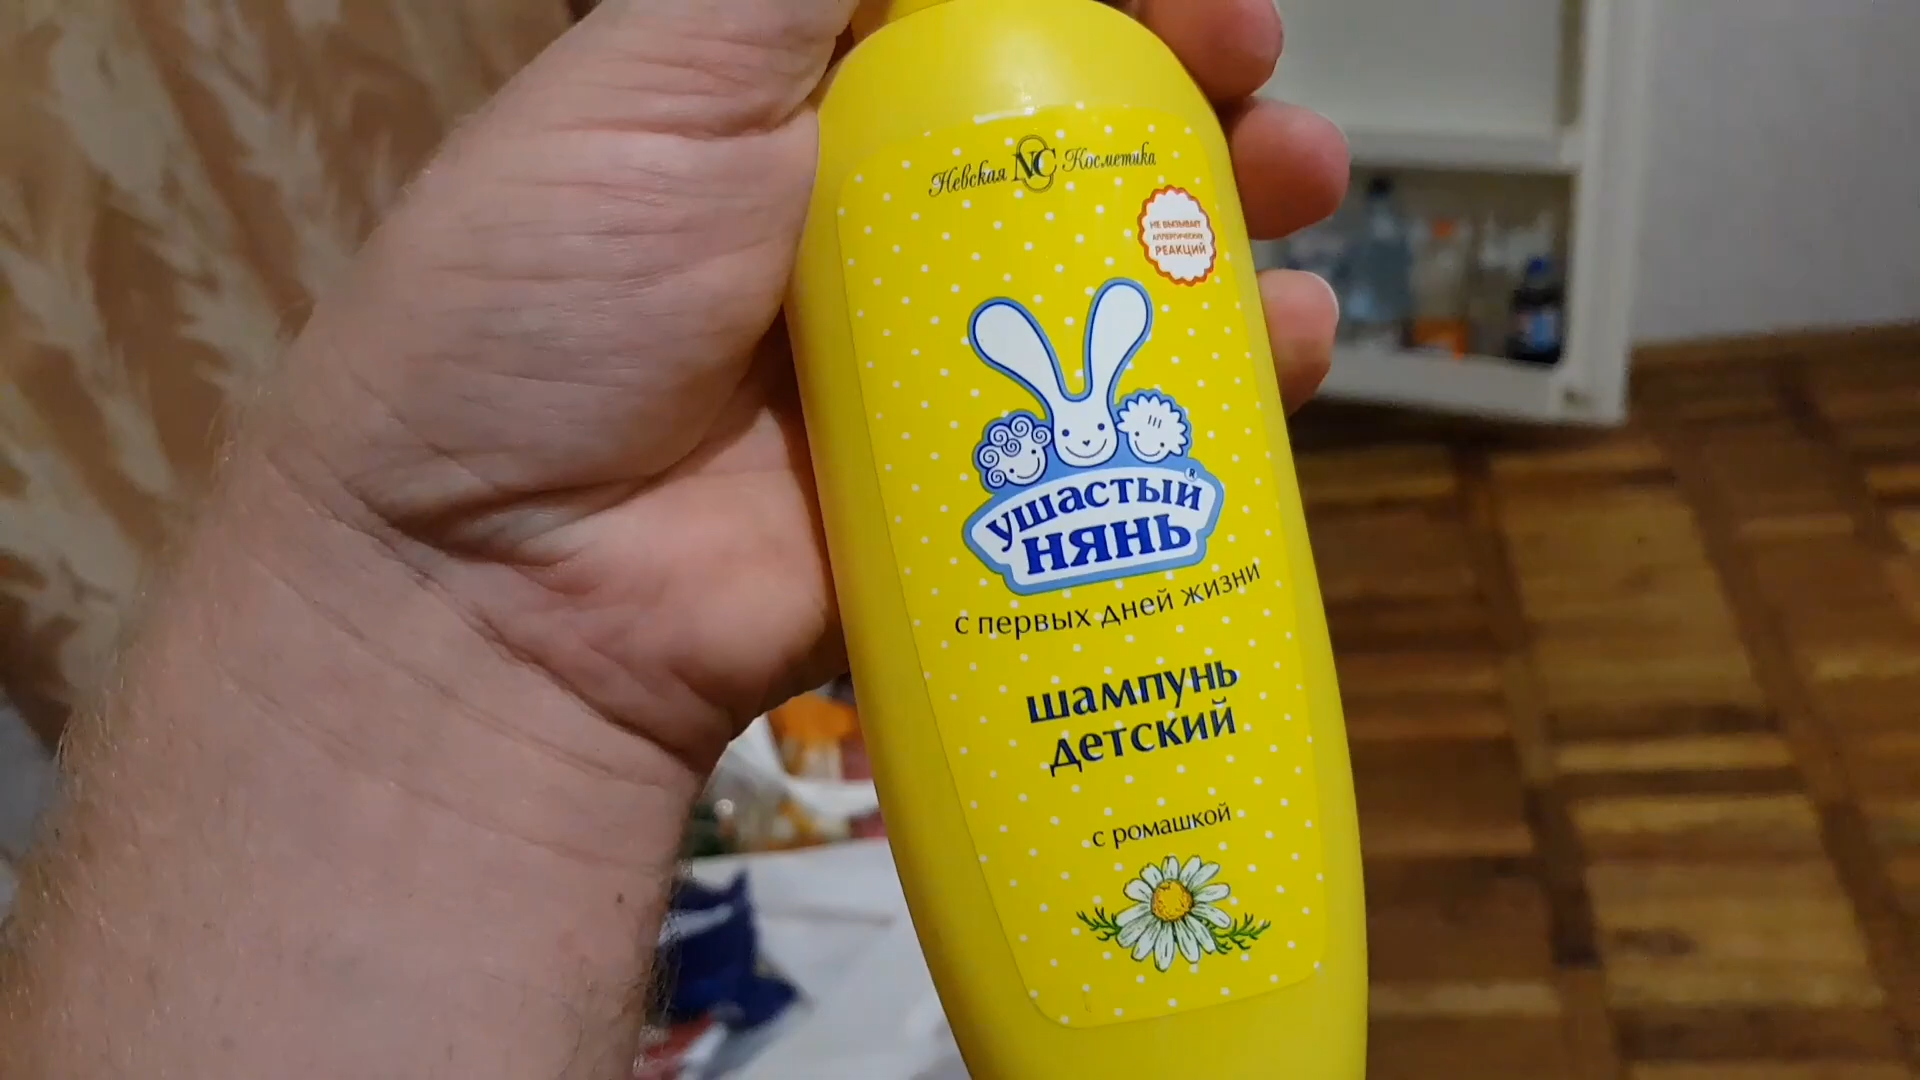 Невская NC Косметика
НЕ ВЫЗЫВАЕТ
АЛЛЕРГИЧЕСКИХ
РЕАКЦИЙ
ушастый®
нянь
с первых дней жизни
шампунь
детский
с ромашкой